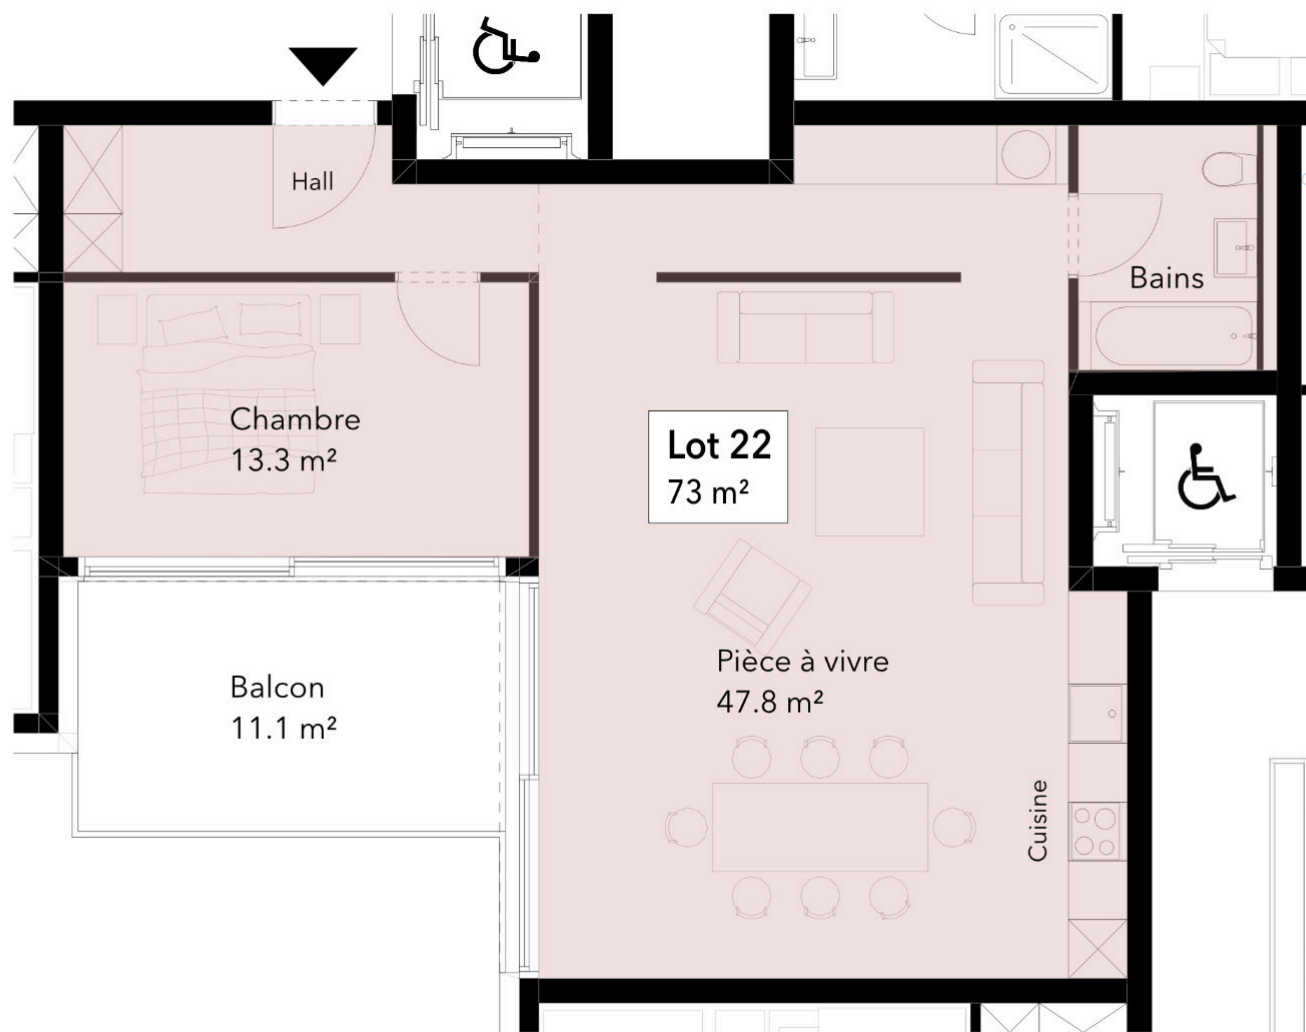 Hall
Bains
Chambre
13.3 m²
Lot 22
73 m²
Pièce à vivre
47.8 m²
Balcon
11.1 m²
Cuisine